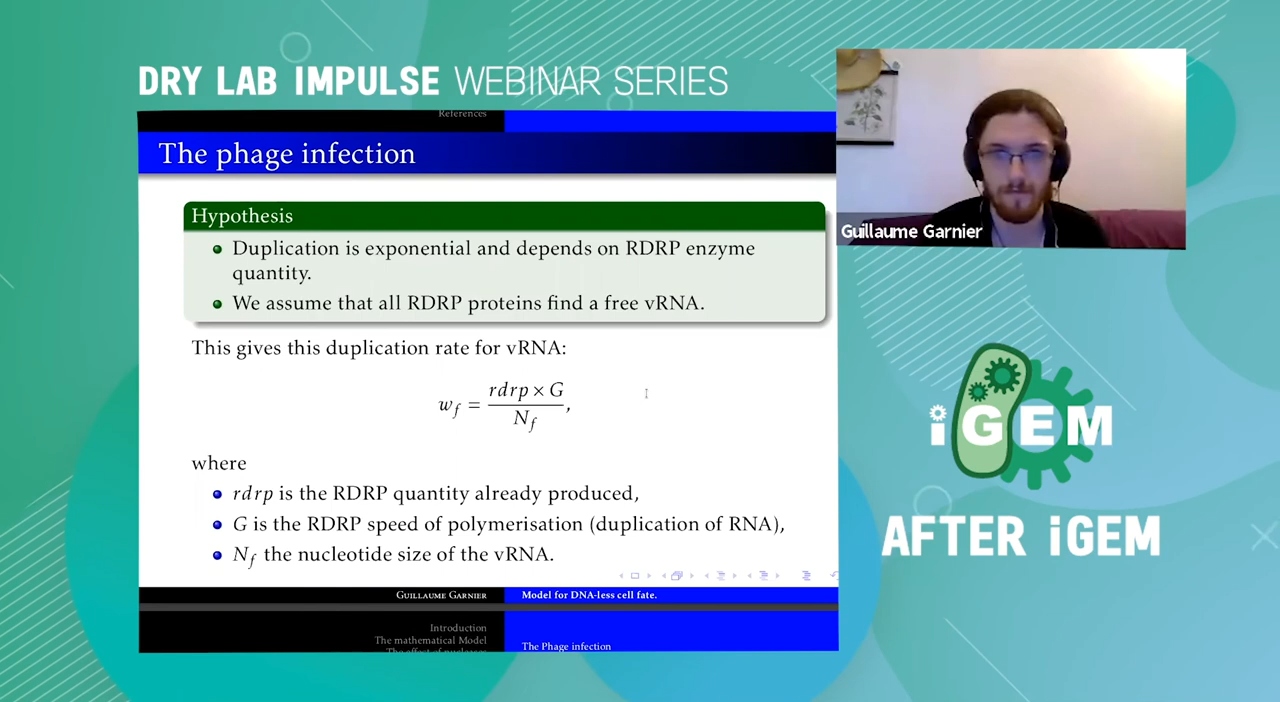 DRY LAB IMPULSE WEBINAR SERIES
References
The phage infection
Hypothesis
Duplication is exponential and depends on RDRP enzyme
quantity.
We assume that all RDRP proteins find a free vRNA.
This gives this duplication rate for vRNA:
w_f = (rdrp × G) / N_f,
where
rdrp is the RDRP quantity already produced,
G is the RDRP speed of polymerisation (duplication of RNA),
N_f the nucleotide size of the vRNA.
GUILLAUME GARNIER Model for DNA-less cell fate.
Introduction
The mathematical Model
The effect of nucleases
The Phage infection
Guillaume Garnier
iGEM
AFTER iGEM